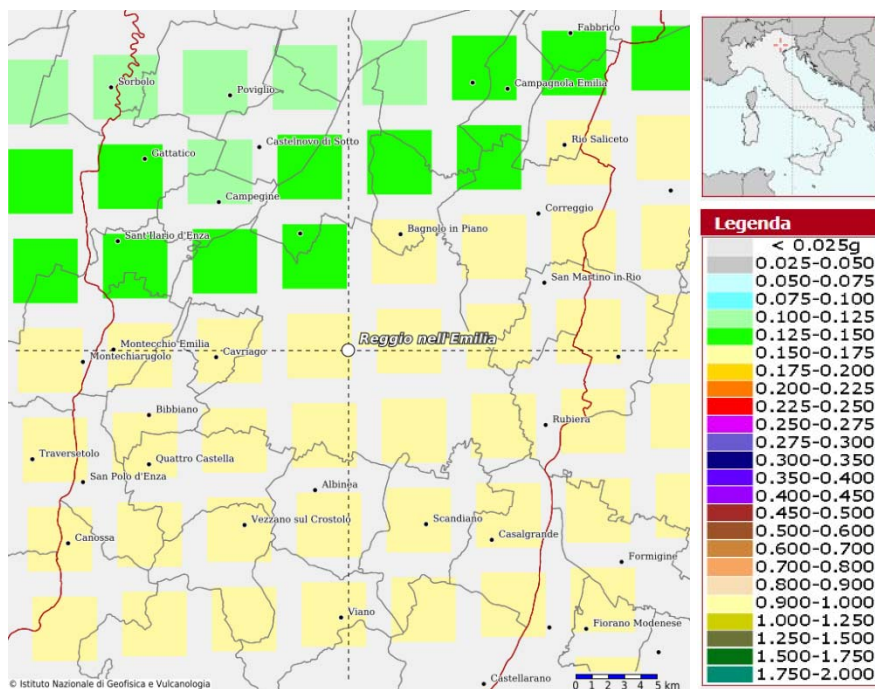 Fabbrico
Sorbolo
Poviglio
Campagnola Emilia
Castelnovo di Sotto
Rio Saliceto
Gattatico
Campegine
Correggio
Sant'Ilario d'Enza
Bagnolo in Piano
San Martino in Rio
Reggio nell'Emilia
Montecchio Emilia
Montechiarugolo
Cavriago
Bibbiano
Rubiera
Traversetolo
Quattro Castella
San Polo d'Enza
Albinea
Vezzano sul Crostolo
Scandiano
Canossa
Casalgrande
Formigine
Viano
Fiorano Modenese
Castellarano
© Istituto Nazionale di Geofisica e Vulcanologia
0 1 2 3 4 5 km
Legenda
< 0.025g
0.025-0.050
0.050-0.075
0.075-0.100
0.100-0.125
0.125-0.150
0.150-0.175
0.175-0.200
0.200-0.225
0.225-0.250
0.250-0.275
0.275-0.300
0.300-0.350
0.350-0.400
0.400-0.450
0.450-0.500
0.500-0.600
0.600-0.700
0.700-0.800
0.800-0.900
0.900-1.000
1.000-1.250
1.250-1.500
1.500-1.750
1.750-2.000